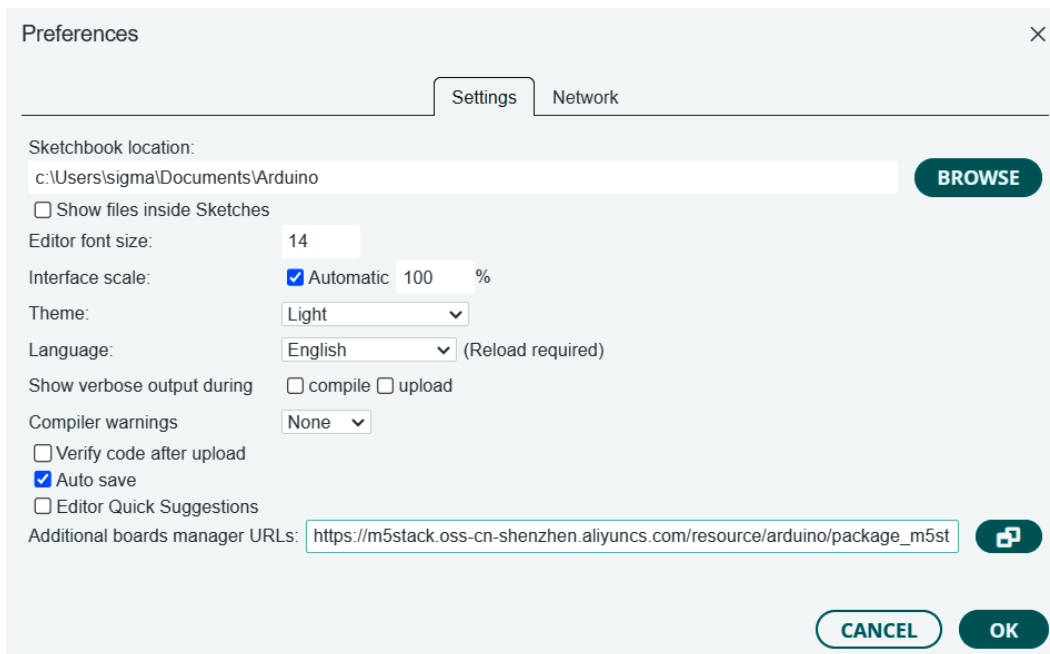 Preferences
Settings Network
Sketchbook location:
c:\Users\sigma\Documents\Arduino BROWSE
Show files inside Sketches
Editor font size: 14
Interface scale: Automatic 100 %
Theme: Light
Language: English (Reload required)
Show verbose output during compile upload
Compiler warnings None
Verify code after upload
Auto save
Editor Quick Suggestions
Additional boards manager URLs: https://m5stack.oss-cn-shenzhen.aliyuncs.com/resource/arduino/package_m5st
CANCEL OK